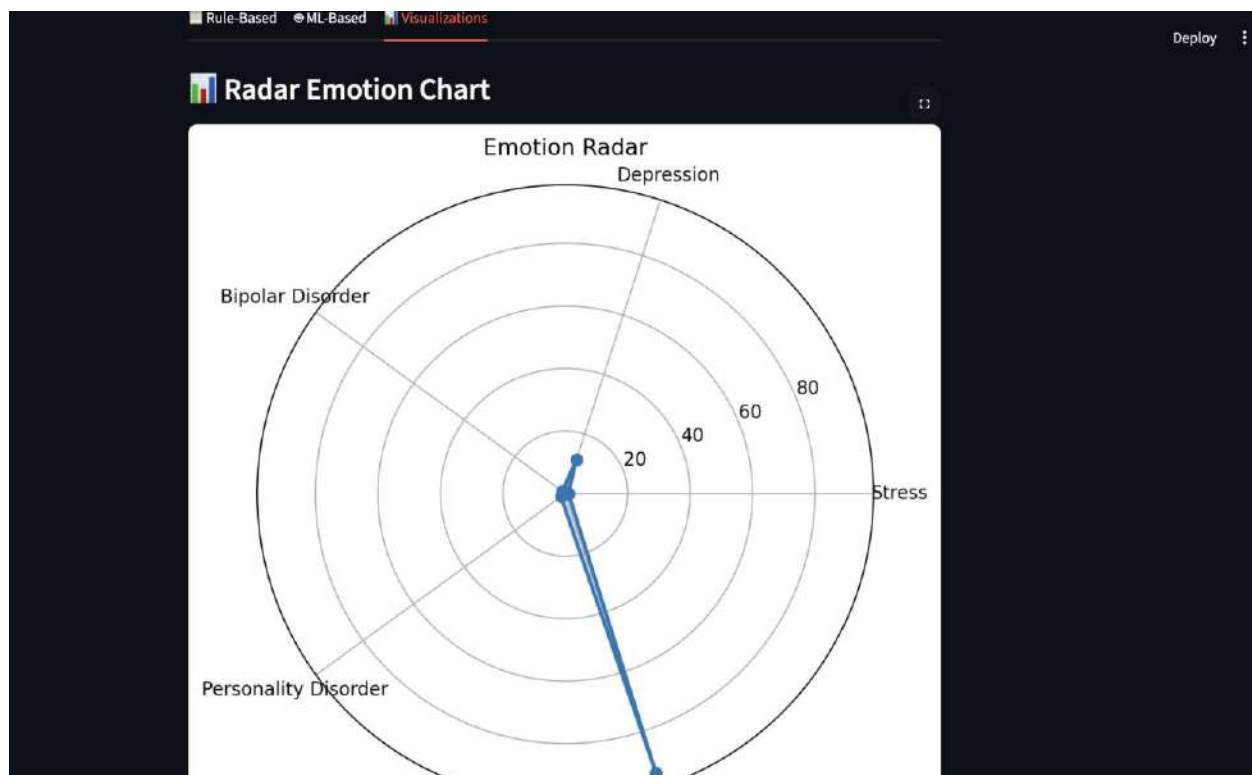 Rule-Based ML-Based Visualizations
Deploy
Radar Emotion Chart
Emotion Radar
Depression
Bipolar Disorder
80
60
40
20
Stress
Personality Disorder